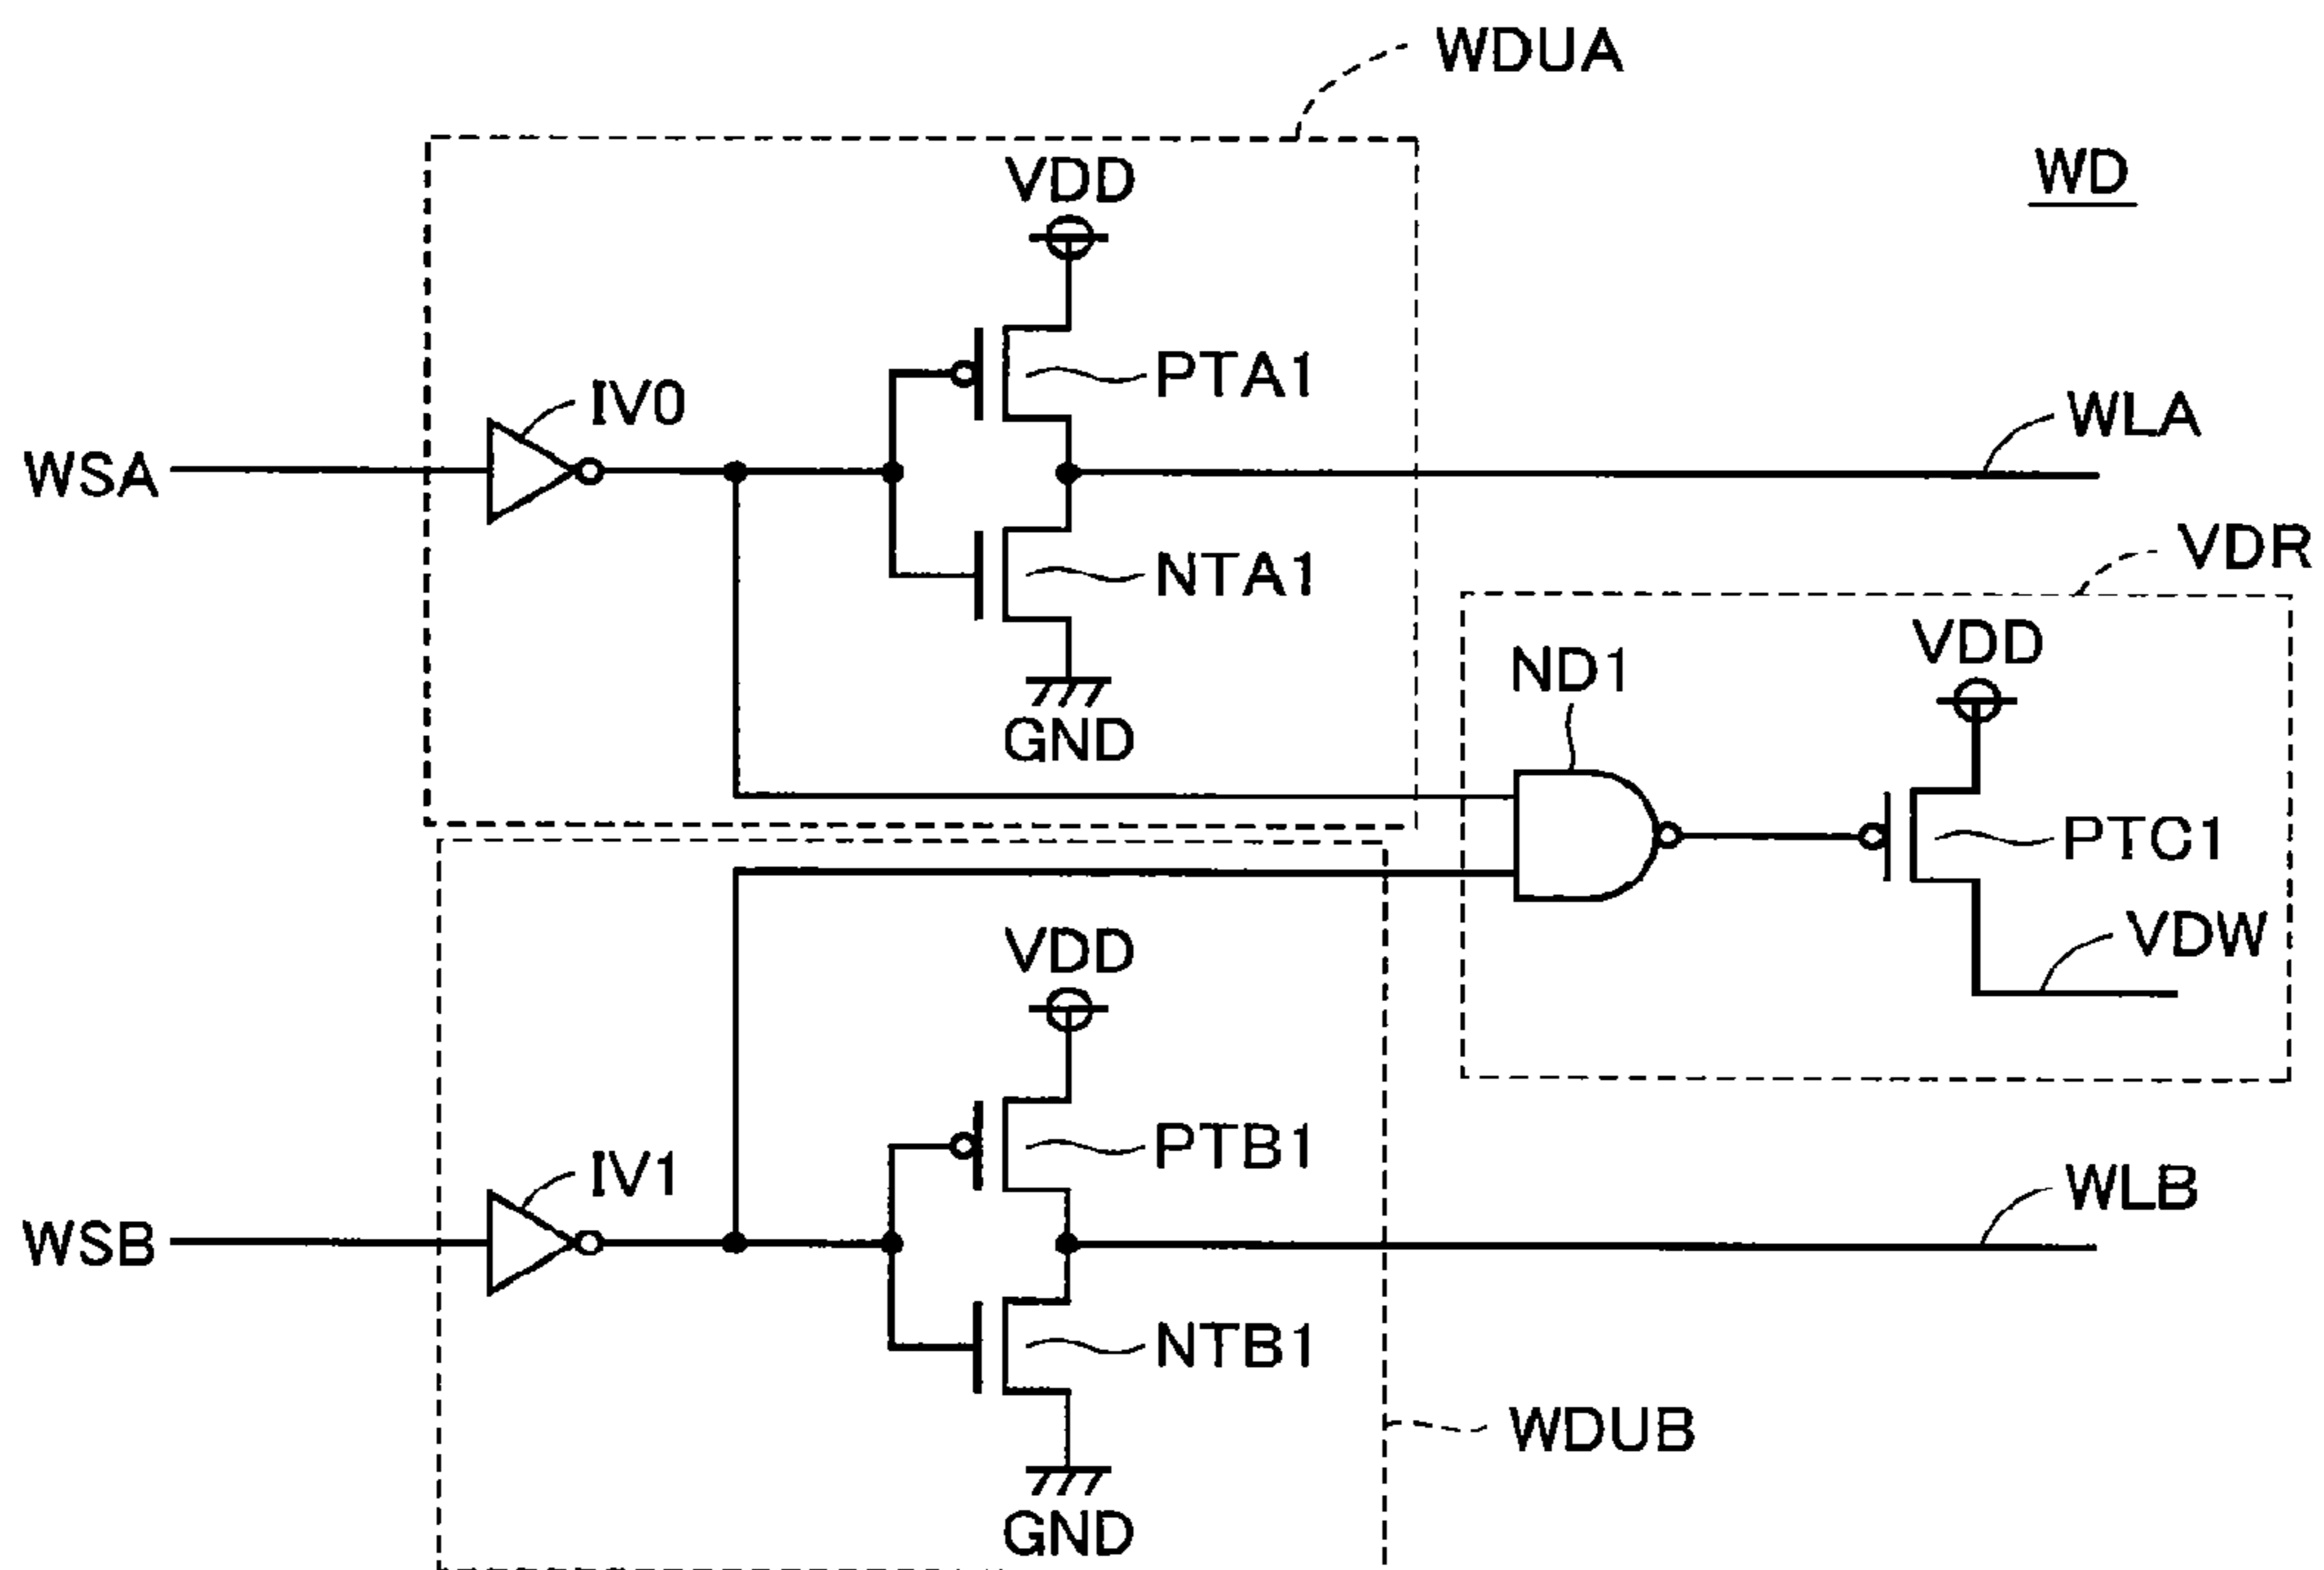 WDUA
WD
VDD
PTA1
IV0
WLA
WSA
NTA1
VDR
VDD
ND1
GND
PTC1
VDW
VDD
PTB1
IV1
WLB
WSB
NTB1
WDUB
GND